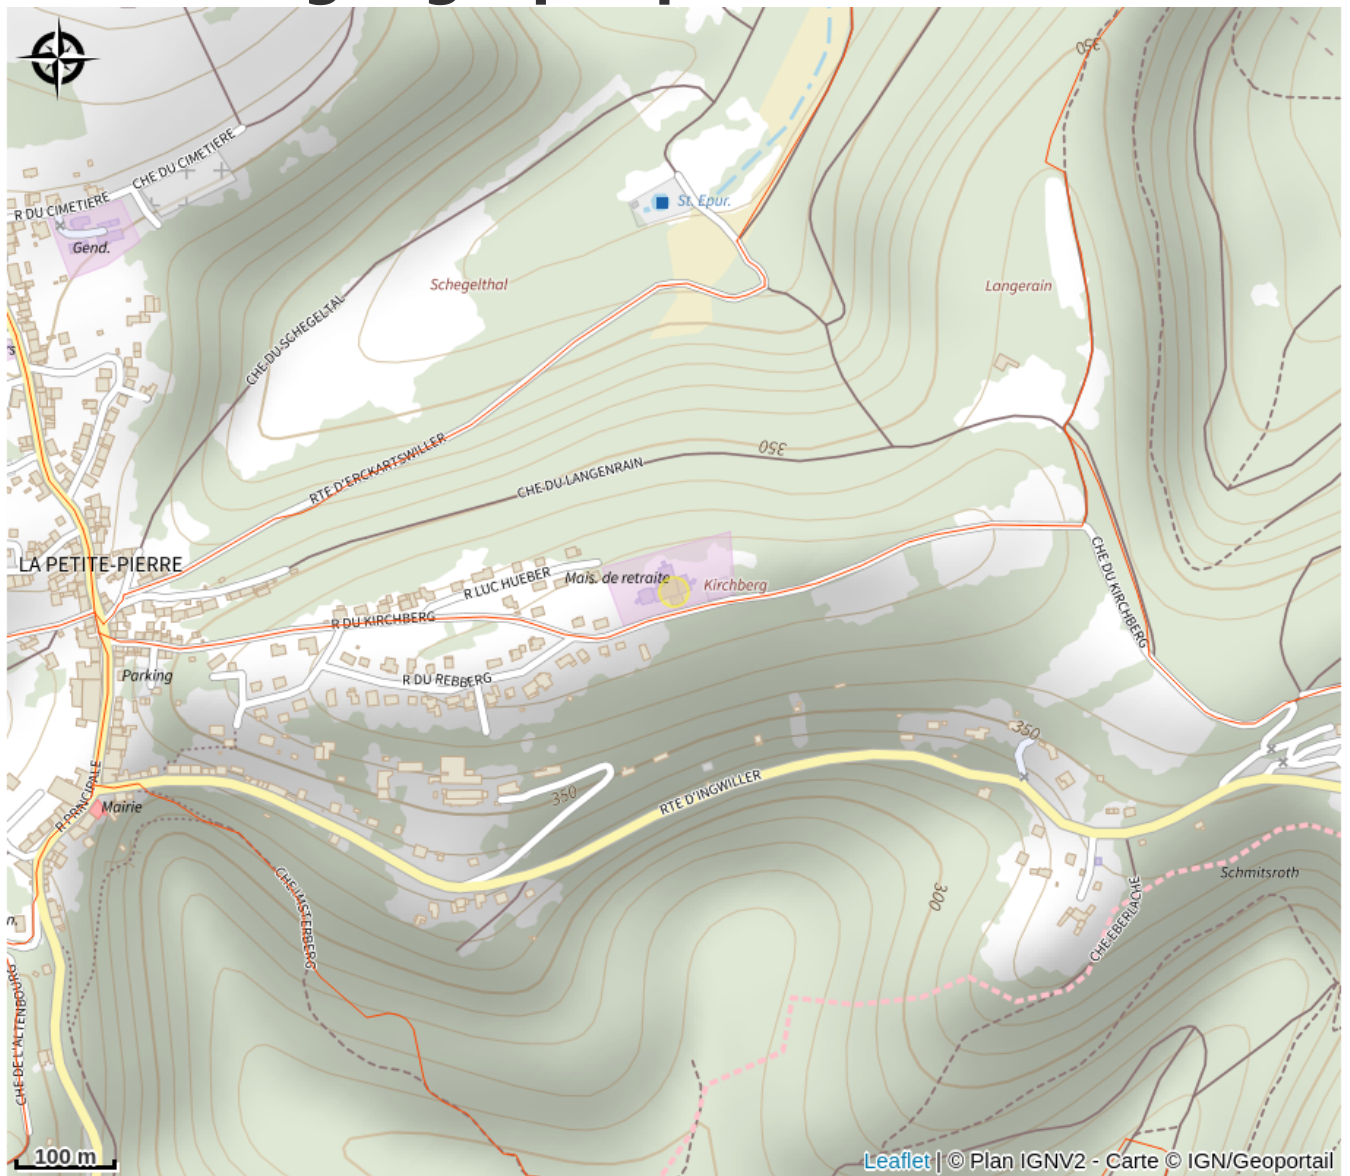 350
CHE DU CIMETIERE
R DU CIMETIERE
St. Epur.
Gend.
Schegelthal
Langerain
CHE DU SCHEGELTAL
RTE D'ERCKARTSWILLER
350
CHE DU LANGENRAIN
LA PETITE-PIERRE
R LUC HUEBER
Mais. de retraite
Kirchberg
CHE DU KIRCHBERG
R DU KIRCHBERG
Parking
R DU REBBERG
350
RTE D'INGWILLER
350
R PRINCIPALE
Mairie
Schmitsroth
300
CHE IMSTERBERG
CHE EBERLACHE
CHE DE L'ALTENBOURG
100 m
Leaflet | © Plan IGNV2 - Carte © IGN/Geoportail